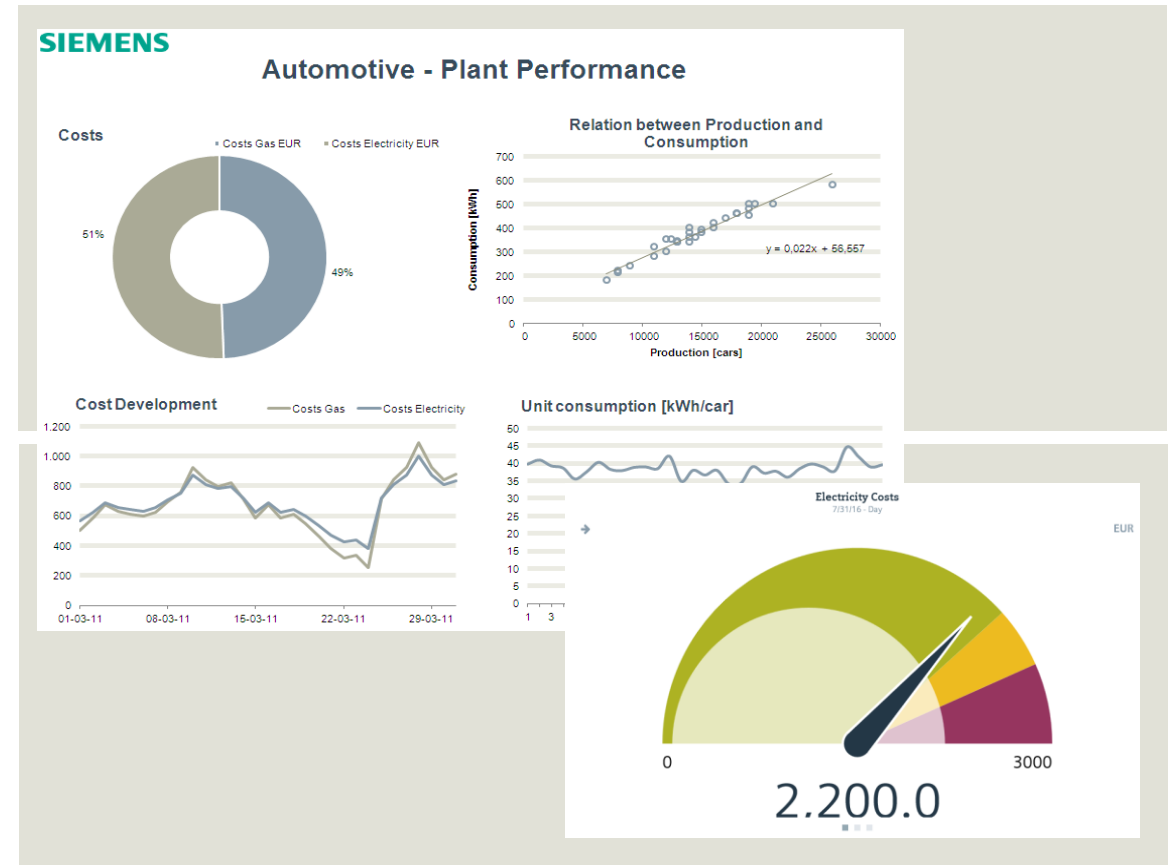 SIEMENS
Automotive - Plant Performance
Costs
Costs Gas EUR
Costs Electricity EUR
51%
49%
Relation between Production and
Consumption
Consumption [kW/h]
700
600
500
400
300
200
100
0
y = 0,022x + 56,557
0
5000
10000
15000
20000
25000
30000
Production [cars]
Cost Development
Costs Gas
Costs Electricity
1.200
1.000
800
600
400
200
0
01-03-11
08-03-11
15-03-11
22-03-11
29-03-11
Unit consumption [kWh/car]
50
45
40
35
30
25
20
15
10
5
0
1
3
Electricity Costs
7/31/16 - Day
EUR
0
3000
2,200.0